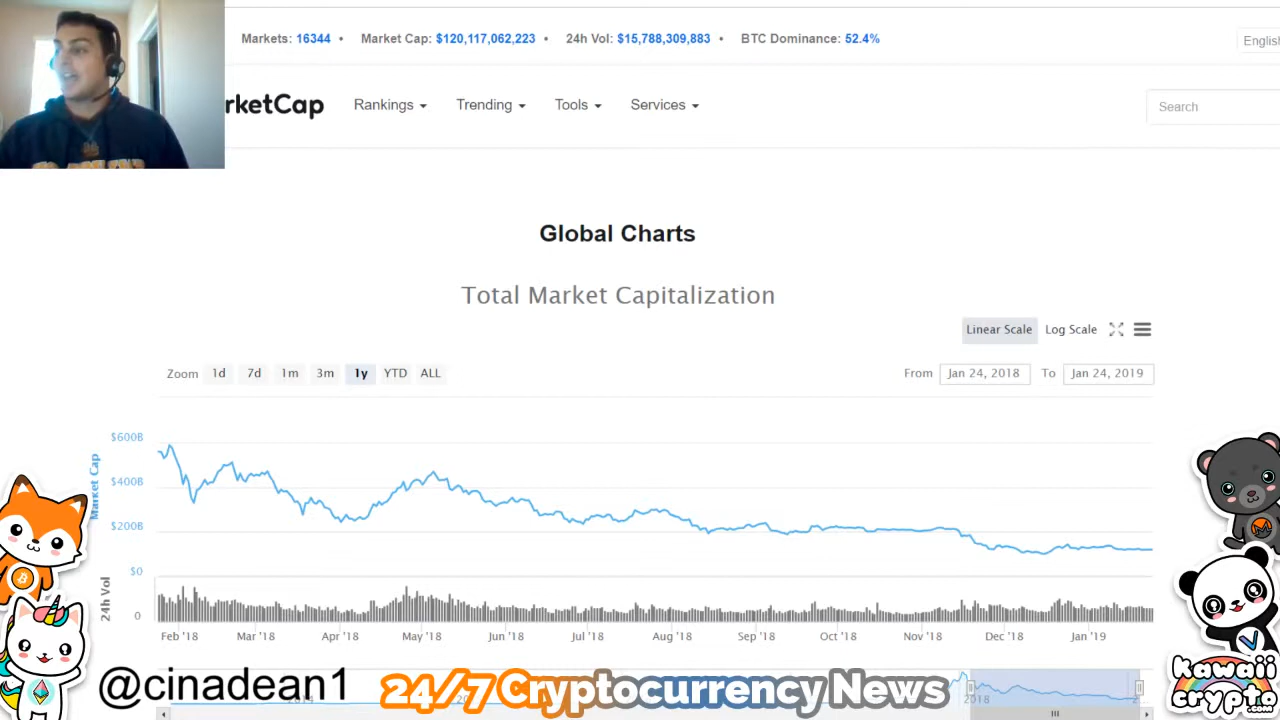 Markets: 16344 • Market Cap: $120,117,062,223 • 24h Vol: $15,788,309,883 • BTC Dominance: 52.4%
English
rketCap Rankings Trending Tools Services
Search
Global Charts
Total Market Capitalization
Linear Scale Log Scale
Zoom 1d 7d 1m 3m 1y YTD ALL From Jan 24, 2018 To Jan 24, 2019
$600B
$400B
$200B
$0
Market Cap
24h Vol
0
Feb '18 Mar '18 Apr '18 May '18 Jun '18 Jul '18 Aug '18 Sep '18 Oct '18 Nov '18 Dec '18 Jan '19
2014 2018
@cinadean1
24/7 Cryptocurrency News
kawaii
crypto
.com